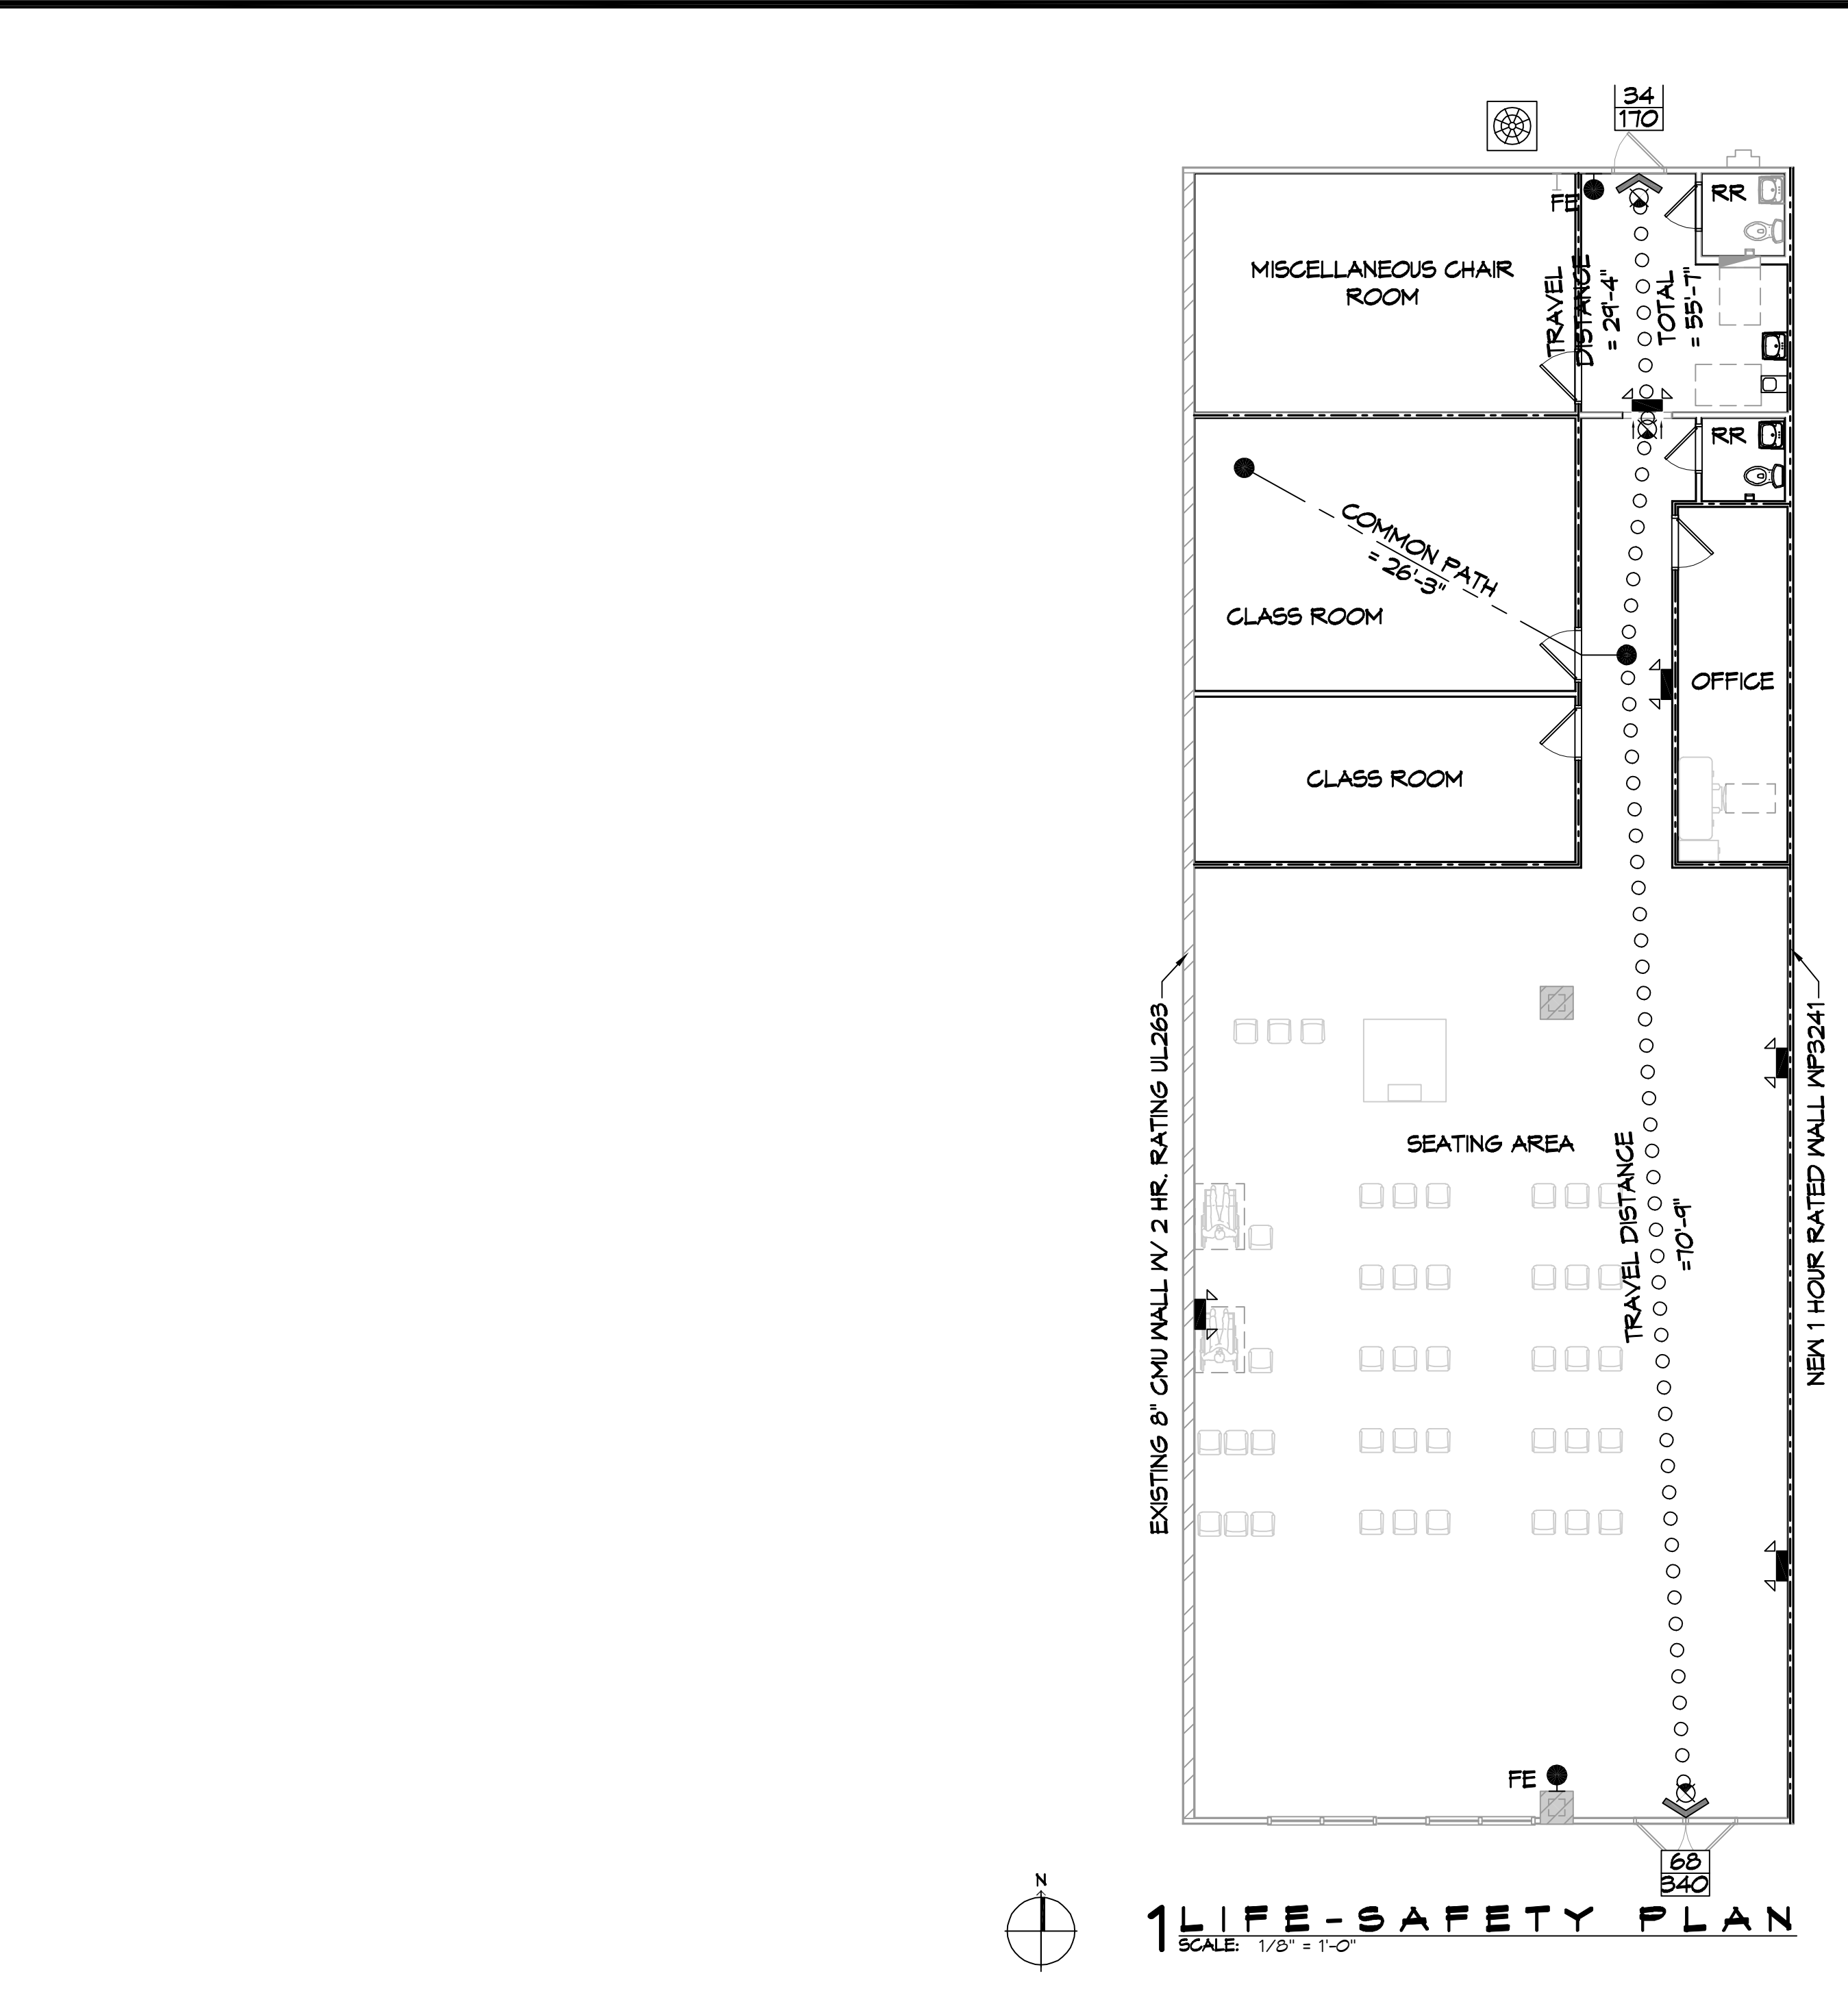 34
170
FE
RR
MISCELLANEOUS CHAIR
ROOM
TRAVEL
DISTANCE
= 29'-4"
TOTAL
= 55'-7"
RR
COMMON PATH
= 26'-3"
CLASS ROOM
OFFICE
CLASS ROOM
EXISTING 8" CMU WALL W/ 2 HR. RATING UL263
NEW 1 HOUR RATED WALL WP3241
SEATING AREA
TRAVEL DISTANCE
=70'-9"
FE
68
340
N
1 LIFE-SAFETY PLAN
SCALE: 1/8" = 1'-0"